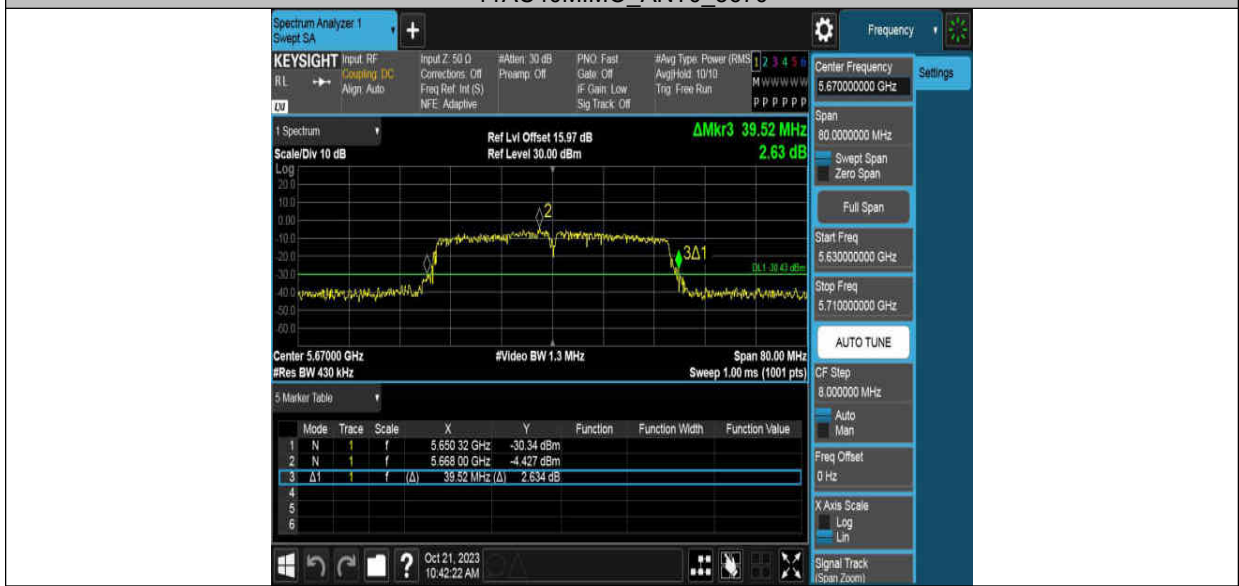 11AC40MIMO_ANT6_5670
Spectrum Analyzer 1
Swept SA
+
Frequency
KEYSIGHT
RL
LXI
Input: RF
Coupling: DC
Align: Auto
Input Z: 50 Ω
Corrections: Off
Freq Ref: Int (S)
NFE: Adaptive
#Atten: 30 dB
Preamp: Off
PNO: Fast
Gate: Off
IF Gain: Low
Sig Track: Off
#Avg Type: Power (RMS
Avg|Hold: 10/10
Trig: Free Run
1 2 3 4 5 6
M W W W W W
P P P P P P
1 Spectrum
Scale/Div 10 dB
Ref Lvl Offset 15.97 dB
Ref Level 30.00 dBm
ΔMkr3 39.52 MHz
2.63 dB
Log
20.0
10.0
0.00
-10.0
-20.0
-30.0
-40.0
-50.0
-60.0
2
3Δ1
DL1 -30.43 dBm
Center 5.67000 GHz
#Res BW 430 kHz
#Video BW 1.3 MHz
Span 80.00 MHz
Sweep 1.00 ms (1001 pts)
5 Marker Table
Mode Trace Scale X Y Function Function Width Function Value
1 N 1 f 5.650 32 GHz -30.34 dBm
2 N 1 f 5.668 00 GHz -4.427 dBm
3 Δ1 1 f (Δ) 39.52 MHz (Δ) 2.634 dB
4
5
6
?
Oct 21, 2023
10:42:22 AM
Center Frequency
5.670000000 GHz
Settings
Span
80.0000000 MHz
Swept Span
Zero Span
Full Span
Start Freq
5.630000000 GHz
Stop Freq
5.710000000 GHz
AUTO TUNE
CF Step
8.000000 MHz
Auto
Man
Freq Offset
0 Hz
X Axis Scale
Log
Lin
Signal Track
(Span Zoom)